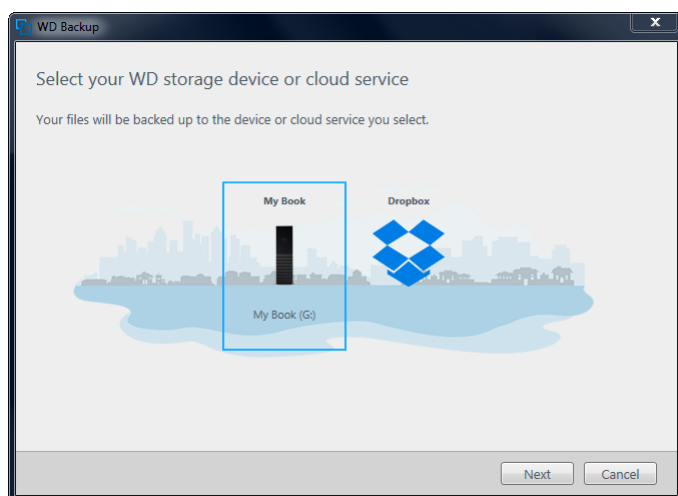 WD Backup
Select your WD storage device or cloud service
Your files will be backed up to the device or cloud service you select.
My Book
Dropbox
My Book (G:)
Next
Cancel